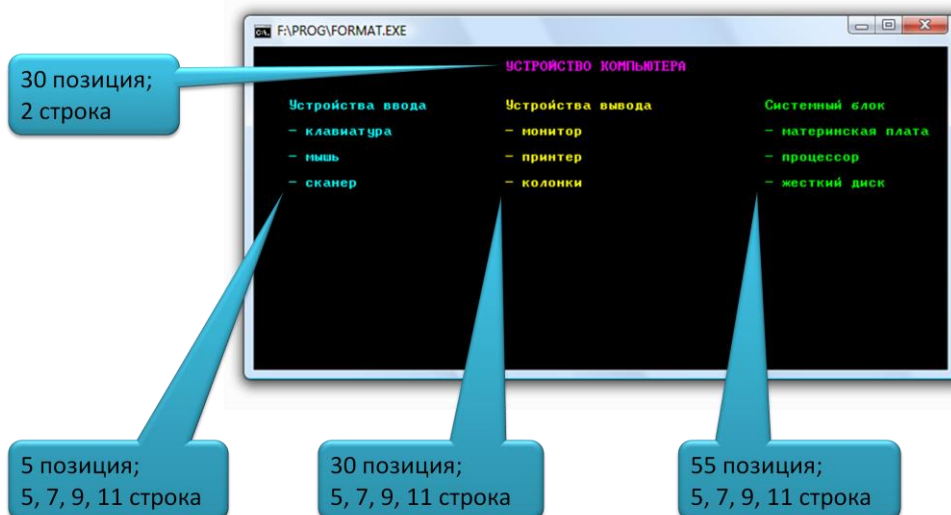 F:\PROG\FORMAT.EXE
30 позиция;
2 строка
УСТРОЙСТВО КОМПЬЮТЕРА
Устройства ввода
- клавиатура
- мышь
- сканер
Устройства вывода
- монитор
- принтер
- колонки
Системный блок
- материнская плата
- процессор
- жесткий диск
5 позиция;
5, 7, 9, 11 строка
30 позиция;
5, 7, 9, 11 строка
55 позиция;
5, 7, 9, 11 строка